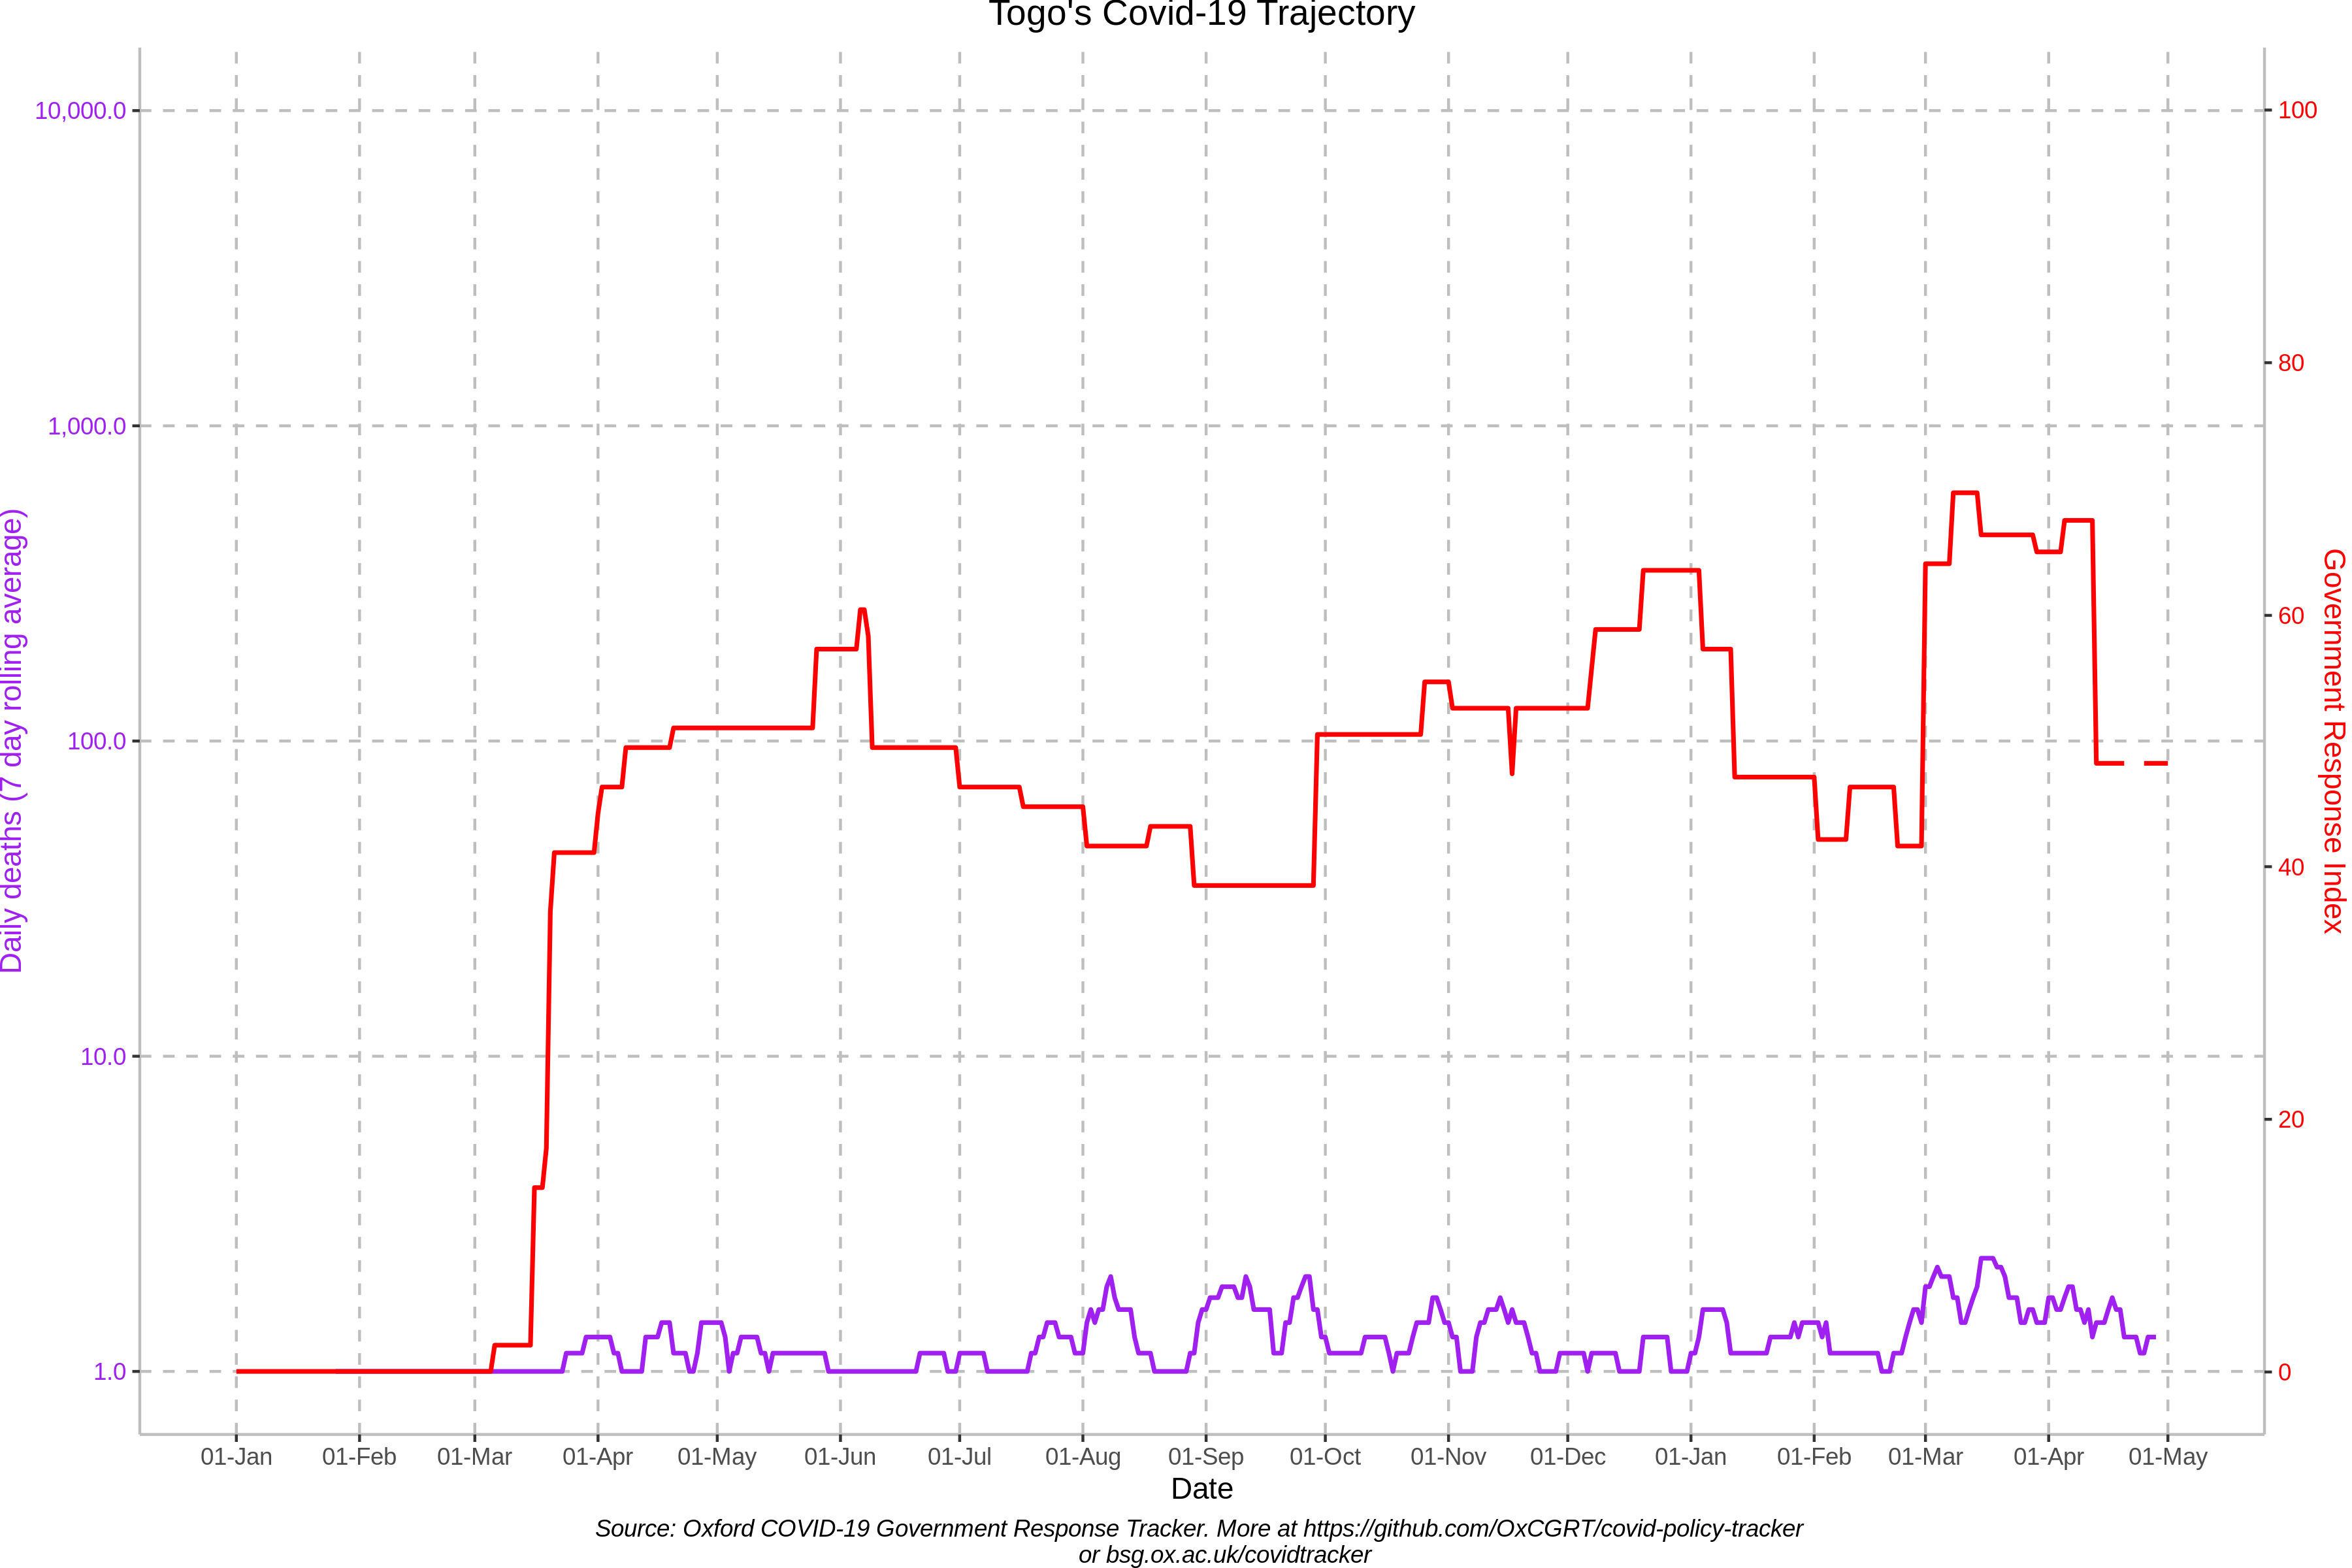 Togo's Covid-19 Trajectory
10,000.0
1,000.0
100.0
10.0
1.0
Daily deaths (7 day rolling average)
100
80
60
40
20
0
Government Response Index
01-Jan 01-Feb 01-Mar 01-Apr 01-May 01-Jun 01-Jul 01-Aug 01-Sep 01-Oct 01-Nov 01-Dec 01-Jan 01-Feb 01-Mar 01-Apr 01-May
Date
Source: Oxford COVID-19 Government Response Tracker. More at https://github.com/OxCGRT/covid-policy-tracker
or bsg.ox.ac.uk/covidtracker